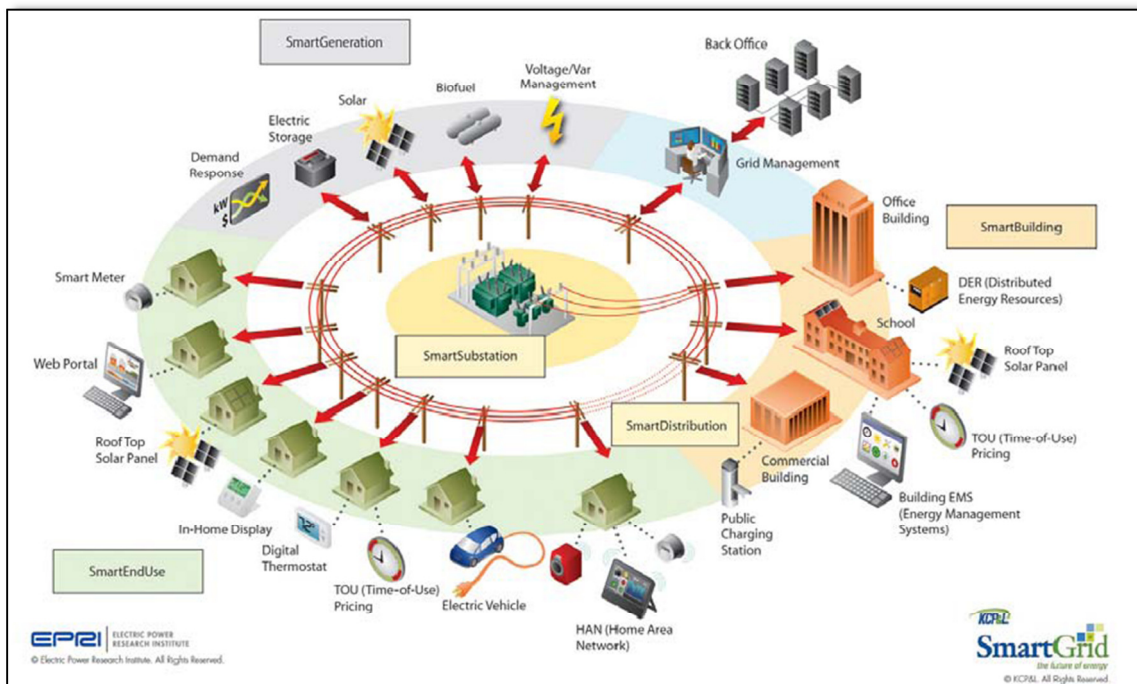 SmartGeneration
Back Office
Voltage/Var
Management
Biofuel
Solar
Electric
Storage
Demand
Response
kW
$
Grid Management
Office
Building
SmartBuilding
DER (Distributed
Energy Resources)
School
Roof Top
Solar Panel
Smart Meter
Web Portal
SmartSubstation
SmartDistribution
Roof Top
Solar Panel
In-Home Display
Digital
Thermostat
TOU (Time-of-Use)
Pricing
Electric Vehicle
HAN (Home Area
Network)
Public
Charging
Station
Commercial
Building
Building EMS
(Energy Management
Systems)
TOU (Time-of-Use)
Pricing
SmartEndUse
EPRI
ELECTRIC POWER
RESEARCH INSTITUTE
© Electric Power Research Institute. All Rights Reserved.
KCP&L
SmartGrid
the future of energy
© KCP&L. All Rights Reserved.